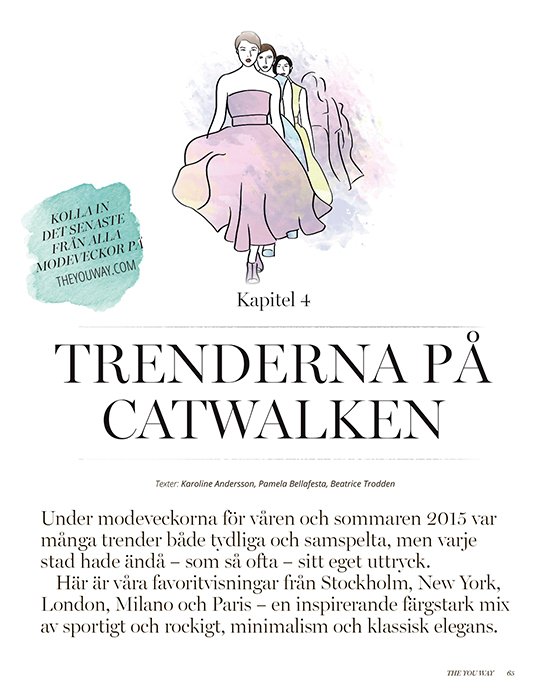 KOLLA IN
DET SENASTE
FRÅN ALLA
MODEVECKOR PÅ
THEYOUWAY.COM
Kapitel 4
TRENDERNA PÅ
CATWALKEN
Texter: Karoline Andersson, Pamela Bellafesta, Beatrice Trodden
Under modeveckorna för våren och sommaren 2015 var
många trender både tydliga och samspelta, men varje
stad hade ändå – som så ofta – sitt eget uttryck.
Här är våra favoritvisningar från Stockholm, New York,
London, Milano och Paris – en inspirerande färgstark mix
av sportigt och rockigt, minimalism och klassisk elegans.
THE YOU WAY 65